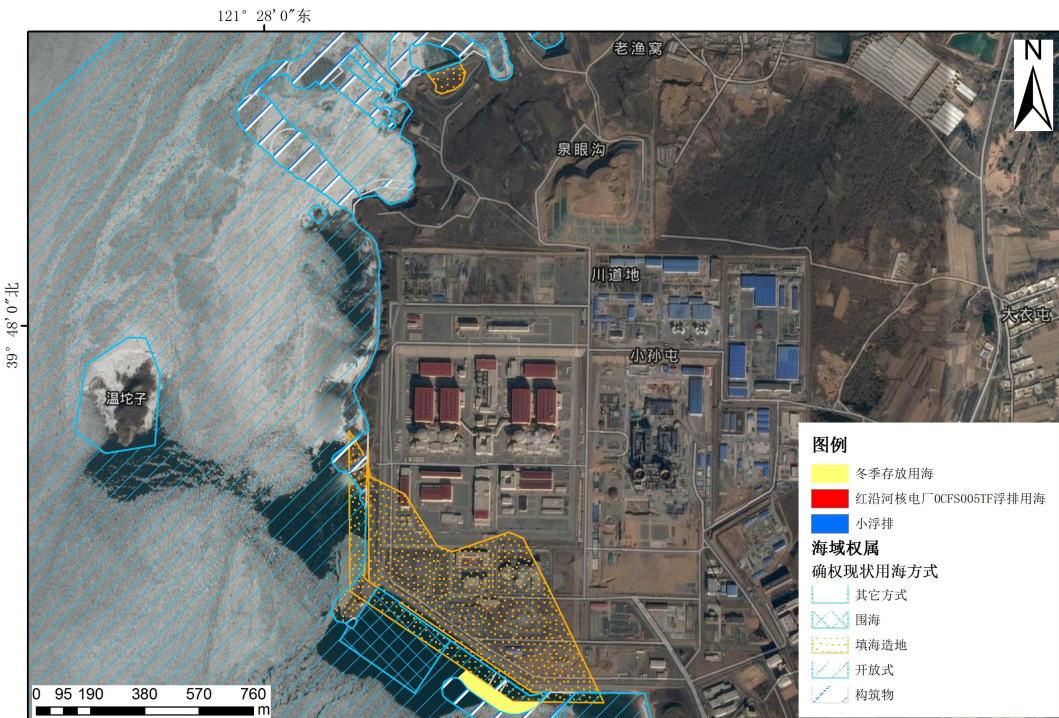 121° 28′0″东
老渔窝
N
泉眼沟
川道地
大衣屯
39° 48′0″北
小孙屯
温坨子
图例
冬季存放用海
红沿河核电厂0CFS005TF浮排用海
小浮排
海域权属
确权现状用海方式
其它方式
围海
填海造地
开放式
构筑物
0 95 190 380 570 760
m